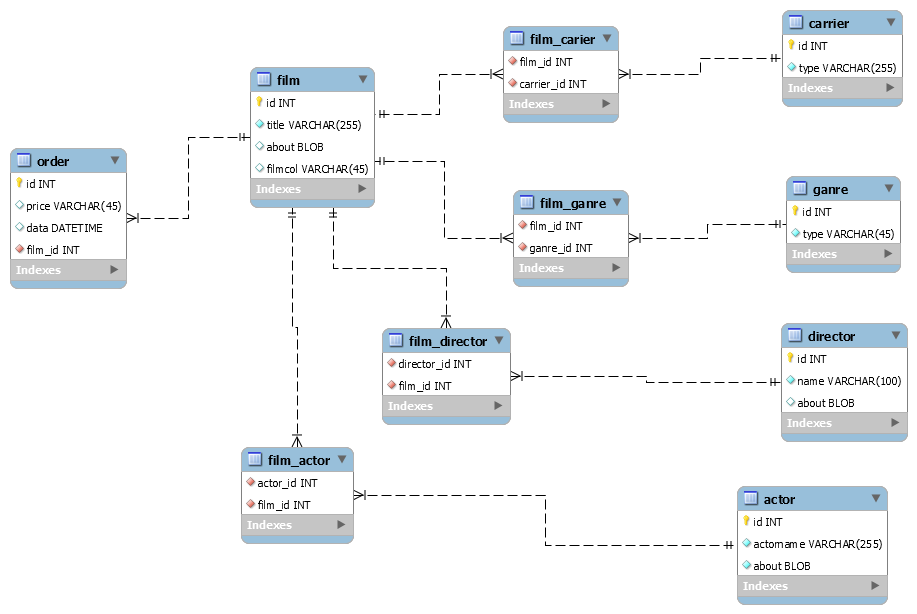 film_carier
film_id INT
carrier_id INT
Indexes
carrier
id INT
type VARCHAR(255)
Indexes
film
id INT
title VARCHAR(255)
about BLOB
filmcol VARCHAR(45)
Indexes
order
id INT
price VARCHAR(45)
data DATETIME
film_id INT
Indexes
film_ganre
film_id INT
ganre_id INT
Indexes
ganre
id INT
type VARCHAR(45)
Indexes
film_director
director_id INT
film_id INT
Indexes
director
id INT
name VARCHAR(100)
about BLOB
Indexes
film_actor
actor_id INT
film_id INT
Indexes
actor
id INT
actorname VARCHAR(255)
about BLOB
Indexes